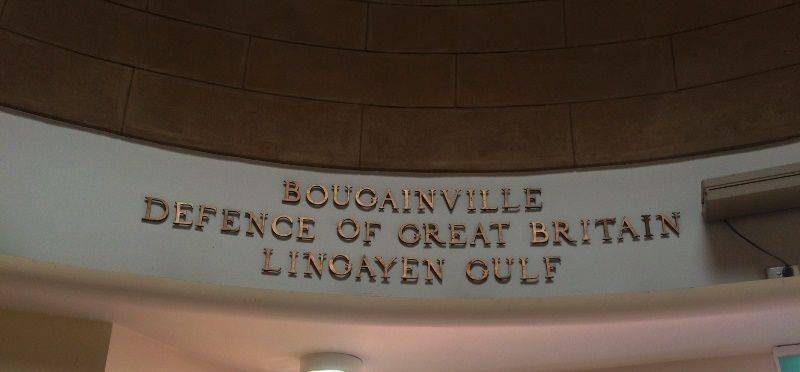 BOUGAINVILLE
DEFENCE OF GREAT BRITAIN
LINGAYEN GULF